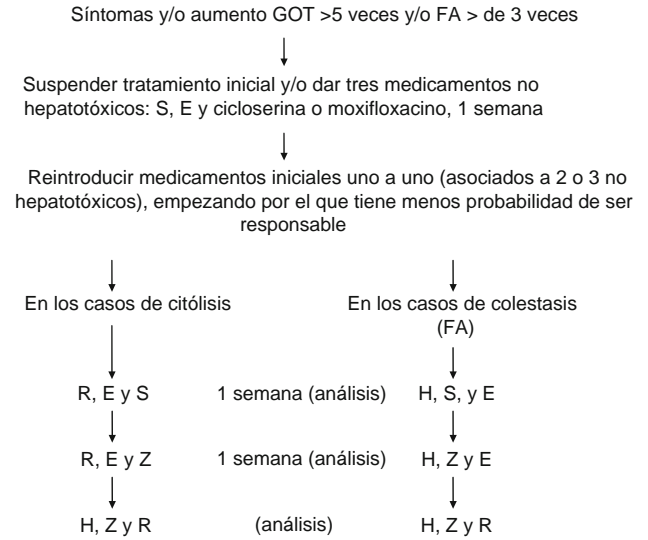 Síntomas y/o aumento GOT >5 veces y/o FA > de 3 veces
Suspender tratamiento inicial y/o dar tres medicamentos no
hepatotóxicos: S, E y cicloserina o moxifloxacino, 1 semana
Reintroducir medicamentos iniciales uno a uno (asociados a 2 o 3 no
hepatotóxicos), empezando por el que tiene menos probabilidad de ser
responsable
En los casos de citólisis
En los casos de colestasis
(FA)
R, E y S 1 semana (análisis) H, S, y E
R, E y Z 1 semana (análisis) H, Z y E
H, Z y R (análisis) H, Z y R